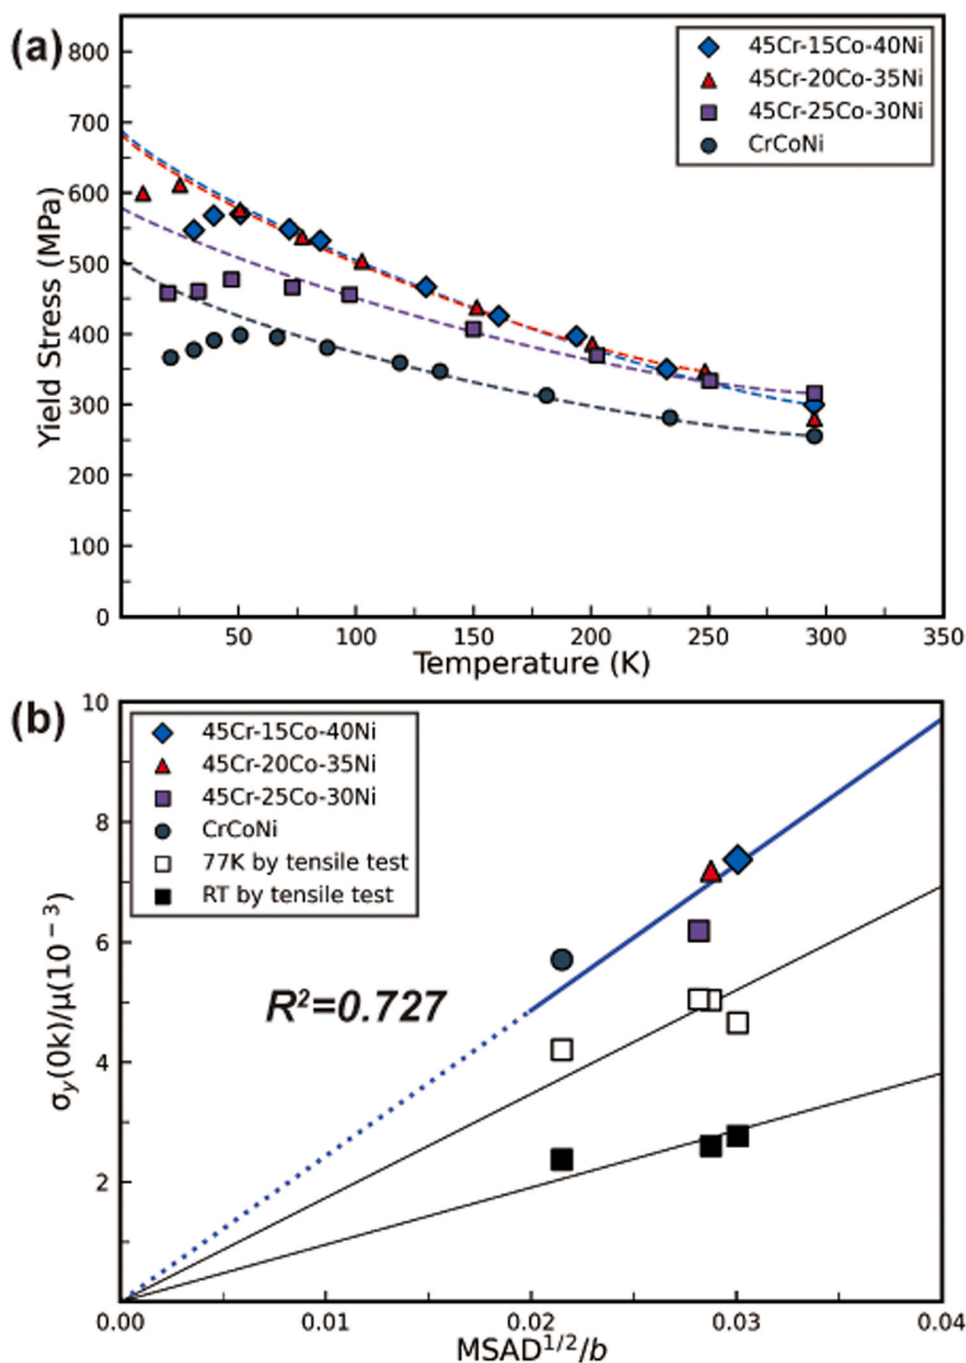 (a)
800
700
600
500
400
300
200
100
0
Yield Stress (MPa)
45Cr-15Co-40Ni
45Cr-20Co-35Ni
45Cr-25Co-30Ni
CrCoNi
50 100 150 200 250 300 350
Temperature (K)
(b)
10
8
6
4
2
σy(0k)/μ(10−3)
45Cr-15Co-40Ni
45Cr-20Co-35Ni
45Cr-25Co-30Ni
CrCoNi
77K by tensile test
RT by tensile test
R²=0.727
0.00 0.01 0.02 0.03 0.04
MSAD1/2/b